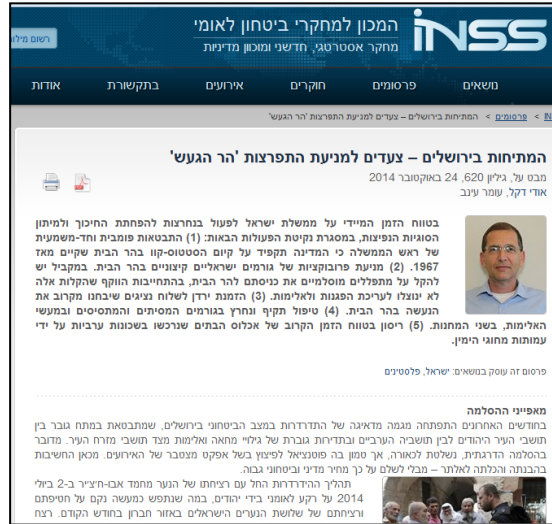 המכון למחקרי ביטחון לאומי
מחקר אסטרטגי, חדשני ומכוון מדיניות
INSS
רשום
נושאים פרסומים חוקרים אירועים בתקשורת אודות
פרסומים > המתיחות בירושלים – צעדים למניעת התפרצות 'הר הגעש'
המתיחות בירושלים – צעדים למניעת התפרצות 'הר הגעש'
מבט על, גיליון 620, 24 באוקטובר 2014
אודי דקל, עומר עינב
בטווח הזמן המיידי על ממשלת ישראל לפעול בנחרצות להפחתת החיכוך ולמיתון
הסוגיות הנפיצות, במסגרת נקיטת הפעולות הבאות: (1) התבטאות פומבית וחד-משמעית
של ראש הממשלה כי המדינה תקפיד על קיום הסטטוס-קוו בהר הבית שקיים מאז
1967. (2) מניעת פרובוקציות של גורמים ישראליים קיצוניים בהר הבית. במקביל יש
להקל על מתפללים מוסלמיים את כניסתם להר הבית, בהתחייבות הווקף שהקלות אלה
לא ינוצלו לעריכת הפגנות ולאלימות. (3) הזמנת ירדן לשלוח נציגים שיבחנו מקרוב את
הנעשה בהר הבית. (4) טיפול תקיף ונחרץ בגורמים המסיתים והמתסיסים ובמעשי
האלימות, בשני המחנות. (5) ריסון בטווח הזמן הקרוב של אכלוס הבתים שנרכשו בשכונות ערביות על ידי
עמותות מחוגי הימין.
פרסום זה עוסק בנושאים: ישראל, פלסטינים
מאפייני ההסלמה
בחודשים האחרונים התפתחה מגמה מדאיגה של התדרדרות במצב הביטחוני בירושלים, שמתבטאת במתח גובר בין
תושבי העיר היהודים לבין תושביה הערביים ובתדירות גוברת של גילויי מחאה ואלימות מצד תושבי מזרח העיר. מדובר
בהסלמה הדרגתית, נשלטת לכאורה, אך טמון בה פוטנציאל לפיצוץ בשל אפקט מצטבר של האירועים. מכאן החשיבות
בהבנתה והכלתה לאלתר – מבלי לשלם על כך מחיר מדיני וביטחוני גבוה.
תהליך ההידרדרות החל עם רציחתו של הנער מחמד אבו-ח'ציר ב-2 ביולי
2014 על רקע לאומני בידי יהודים, במה שנתפש כמעשה נקם על חטיפתם
ורציחתם של שלושת הנערים הישראלים באזור חברון בחודש הקודם. רצח